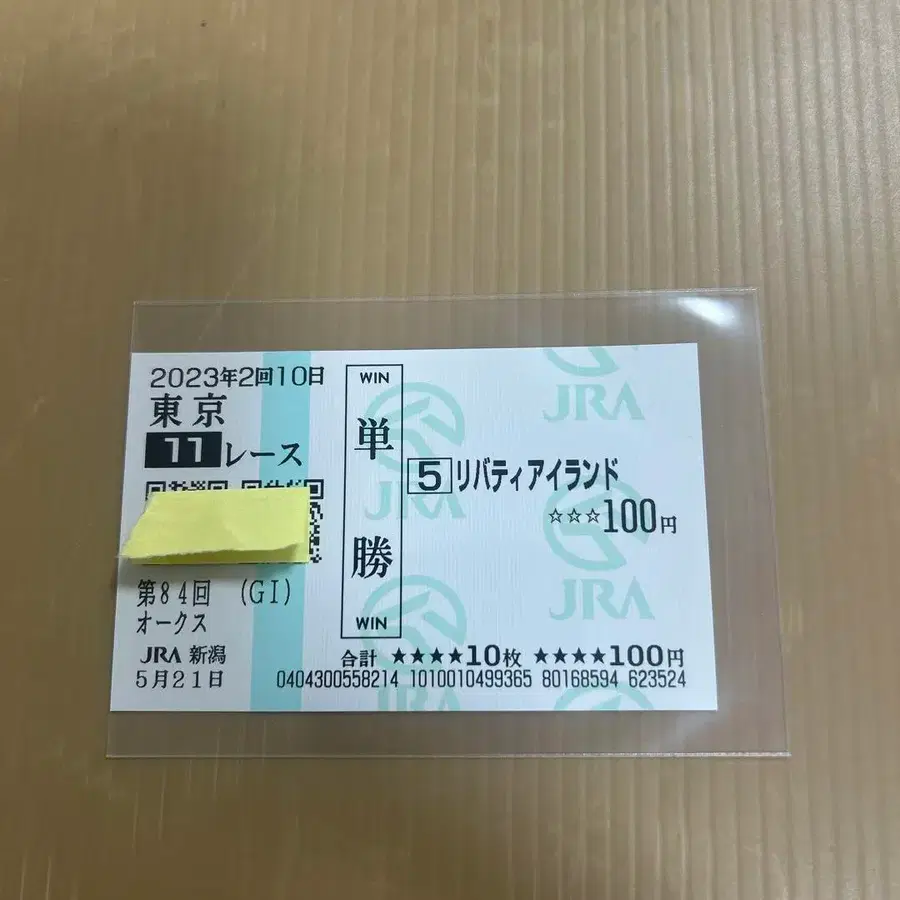 2023年2回10日
東京
11レース
第84回 (GI)
オークス
JRA 新潟
5月21日
WIN
単勝
WIN
5 リバティアイランド
☆☆☆100円
合計 ★★★★10枚 ★★★★100円
0404300558214 1010010499365 80168594 623524
JRA
JRA
JRA
JRA